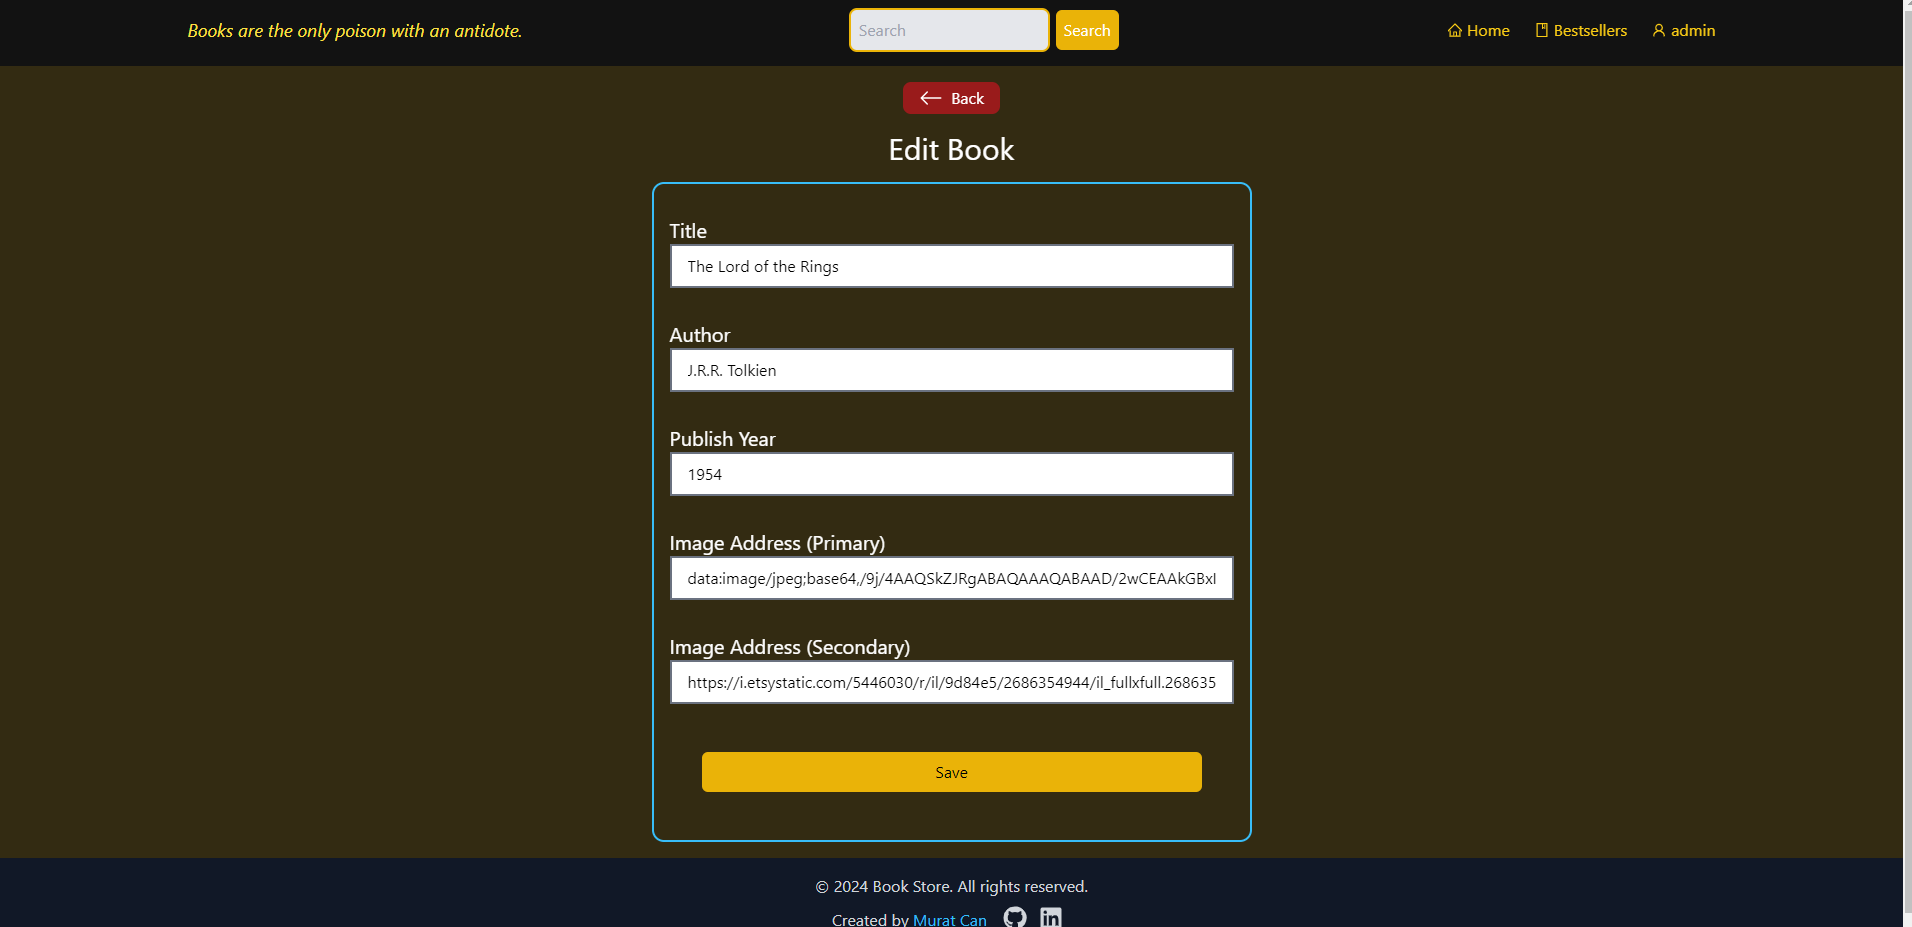 Books are the only poison with an antidote.
Search
Search
Home
Bestsellers
admin
Back
Edit Book
Title
The Lord of the Rings
Author
J.R.R. Tolkien
Publish Year
1954
Image Address (Primary)
data:image/jpeg;base64,/9j/4AAQSkZJRgABAQAAAQABAAD/2wCEAAkGBxI
Image Address (Secondary)
https://i.etsystatic.com/5446030/r/il/9d84e5/2686354944/il_fullxfull.268635
Save
© 2024 Book Store. All rights reserved.
Created by Murat Can